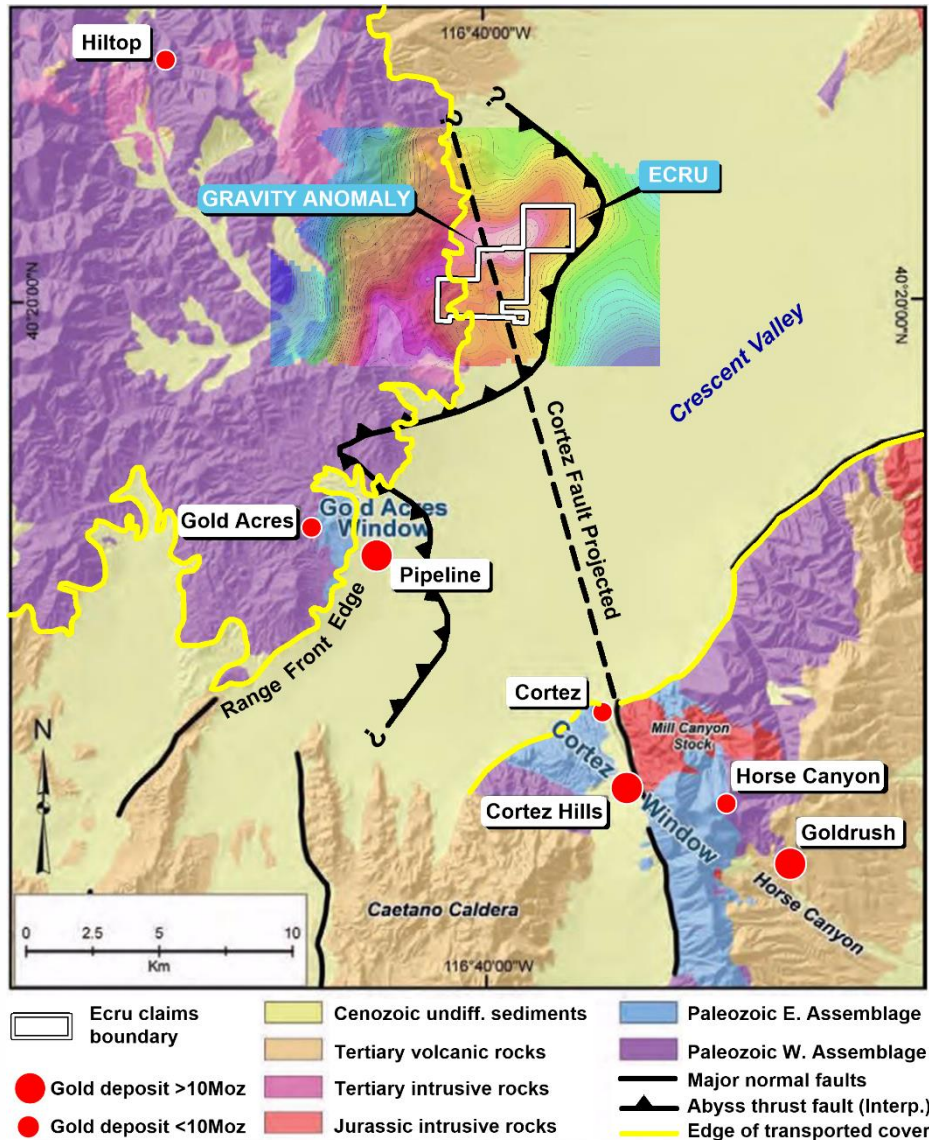 116°40'00"W
Hiltop
?
?
ECRU
GRAVITY ANOMALY
40°20'00"N
40°20'00"N
Crescent Valley
Cortez Fault Projected
Gold Acres
Gold Acres
Window
Pipeline
Range Front Edge
?
Cortez
Mill Canyon
Stock
Cortez Window
Horse Canyon
Cortez Hills
Goldrush
Horse Canyon
N
Caetano Caldera
0 2.5 5 10
Km
116°40'00"W
Ecru claims
boundary
Gold deposit >10Moz
Gold deposit <10Moz
Cenozoic undiff. sediments
Tertiary volcanic rocks
Tertiary intrusive rocks
Jurassic intrusive rocks
Paleozoic E. Assemblage
Paleozoic W. Assemblage
Major normal faults
Abyss thrust fault (Interp.)
Edge of transported cover